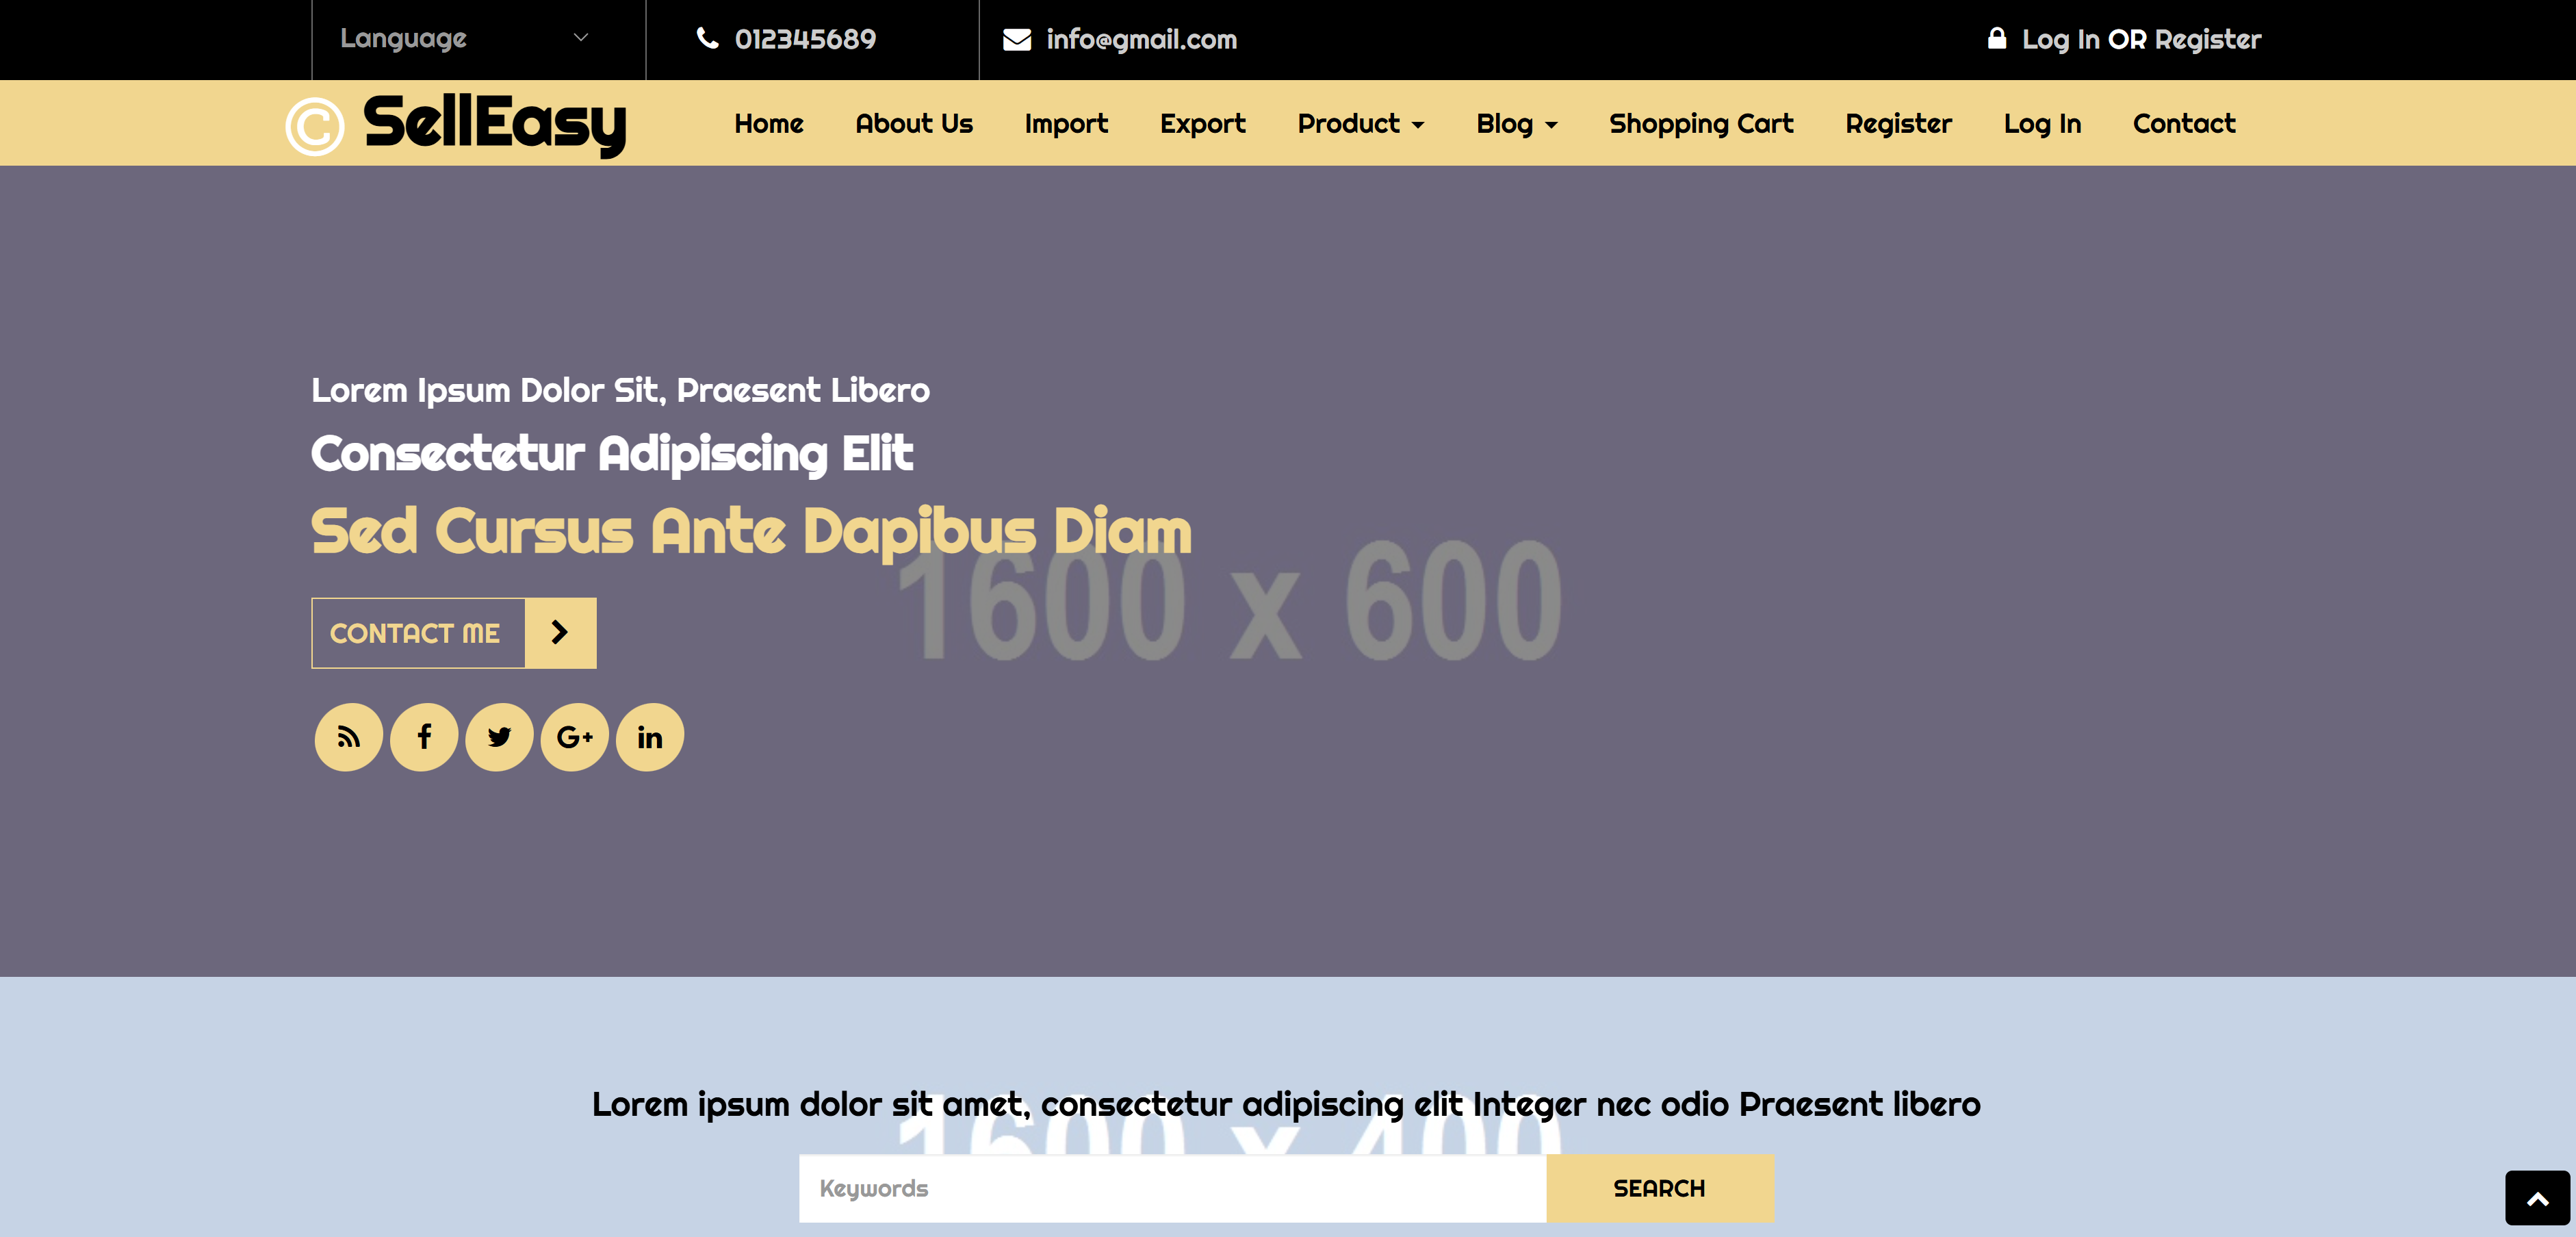 Language
012345689
info@gmail.com
Log In OR Register
© SellEasy
Home About Us Import Export Product Blog Shopping Cart Register Log In Contact
Lorem Ipsum Dolor Sit, Praesent Libero
Consectetur Adipiscing Elit
Sed Cursus Ante Dapibus Diam
1600 x 600
CONTACT ME
G+
in
Lorem ipsum dolor sit amet, consectetur adipiscing elit Integer nec odio Praesent libero
1600 x 400
Keywords
SEARCH